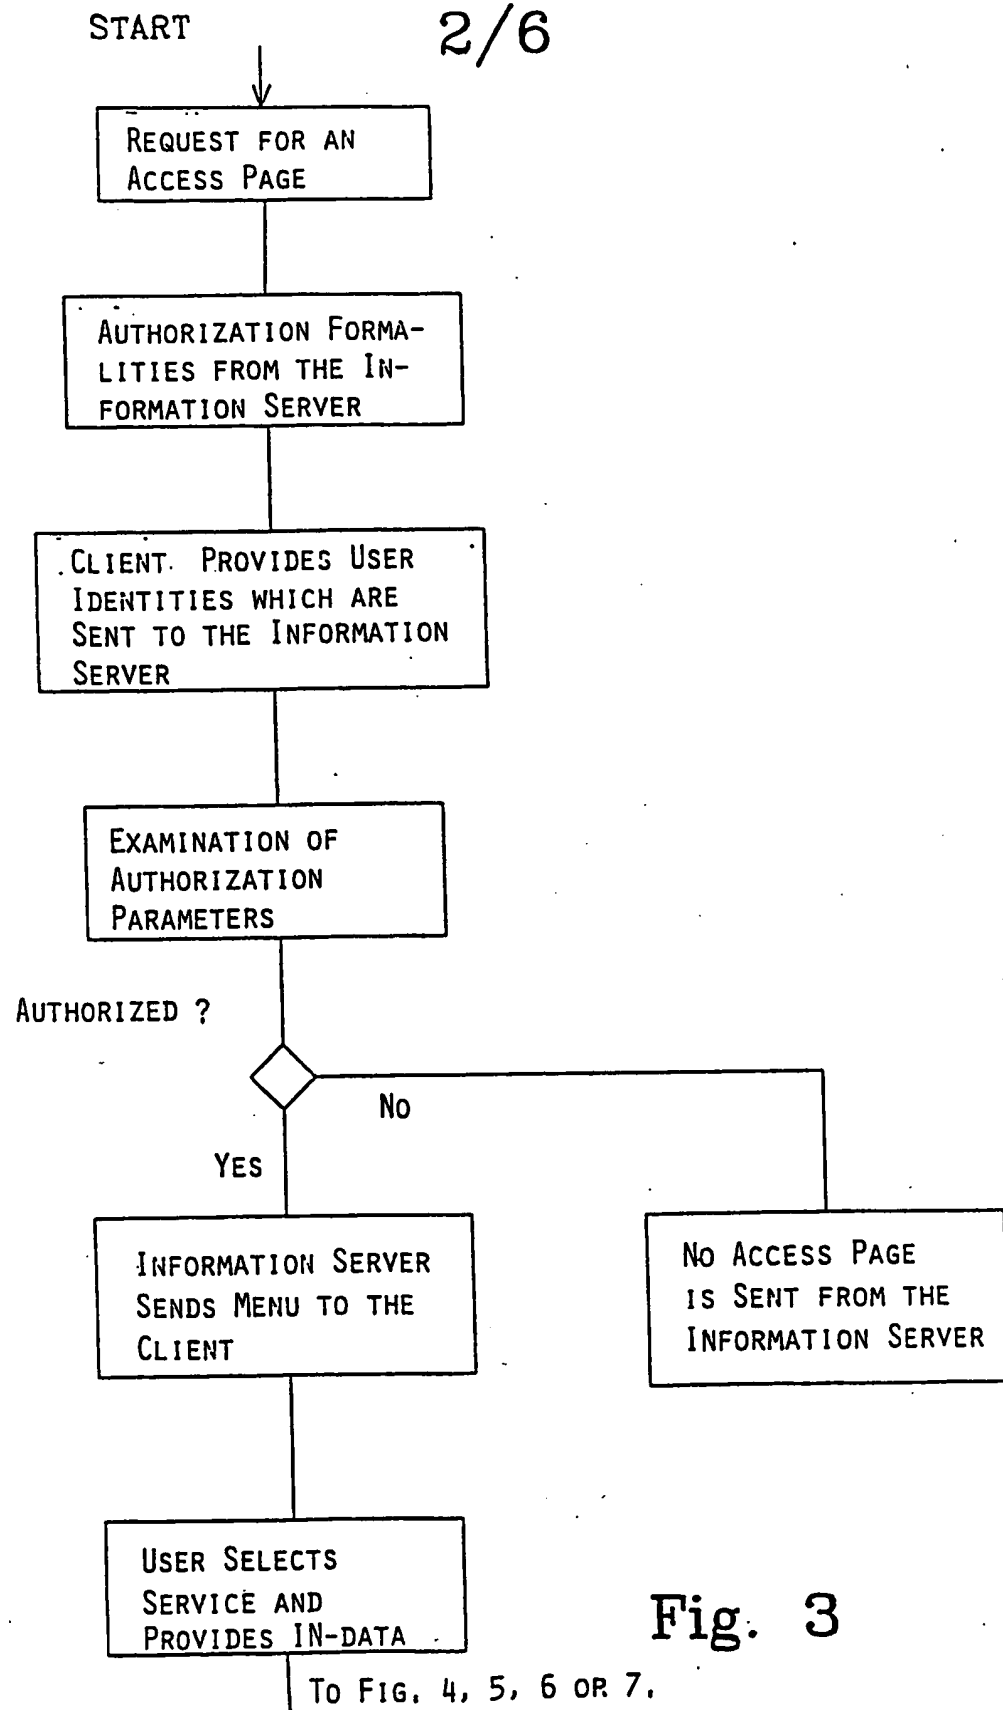 START
2/6
REQUEST FOR AN
ACCESS PAGE
AUTHORIZATION FORMA-
LITIES FROM THE IN-
FORMATION SERVER
CLIENT PROVIDES USER
IDENTITIES WHICH ARE
SENT TO THE INFORMATION
SERVER
EXAMINATION OF
AUTHORIZATION
PARAMETERS
AUTHORIZED ?
NO
YES
INFORMATION SERVER
SENDS MENU TO THE
CLIENT
NO ACCESS PAGE
IS SENT FROM THE
INFORMATION SERVER
USER SELECTS
SERVICE AND
PROVIDES IN-DATA
Fig. 3
TO FIG. 4, 5, 6 OR 7.